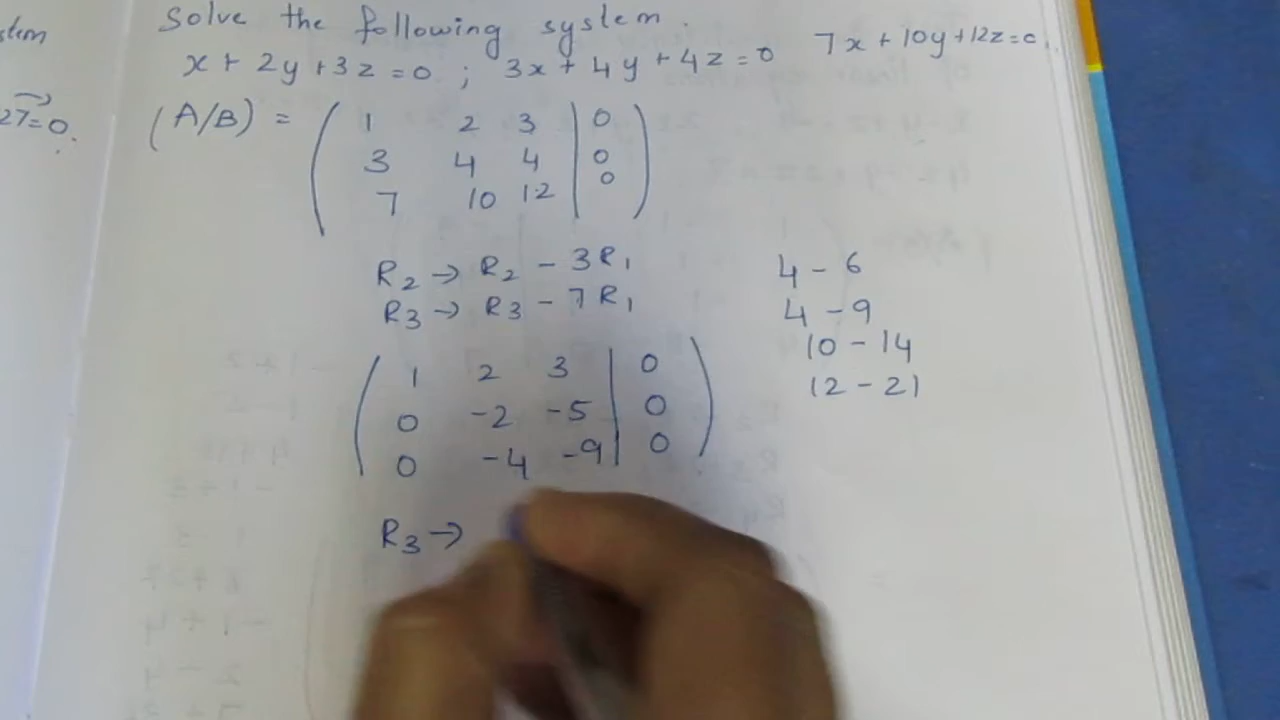 Solve the following system.
x + 2y + 3z = 0 ; 3x + 4y + 4z = 0 7x + 10y + 12z = 0.
27 = 0.
(A/B) = ( 1 2 3 | 0 )
3 4 4 | 0
7 10 12 | 0
R2 → R2 - 3R1
R3 → R3 - 7R1
4 - 6
4 - 9
10 - 14
12 - 21
( 1 2 3 | 0 )
0 -2 -5 | 0
0 -4 -9 | 0
R3 →